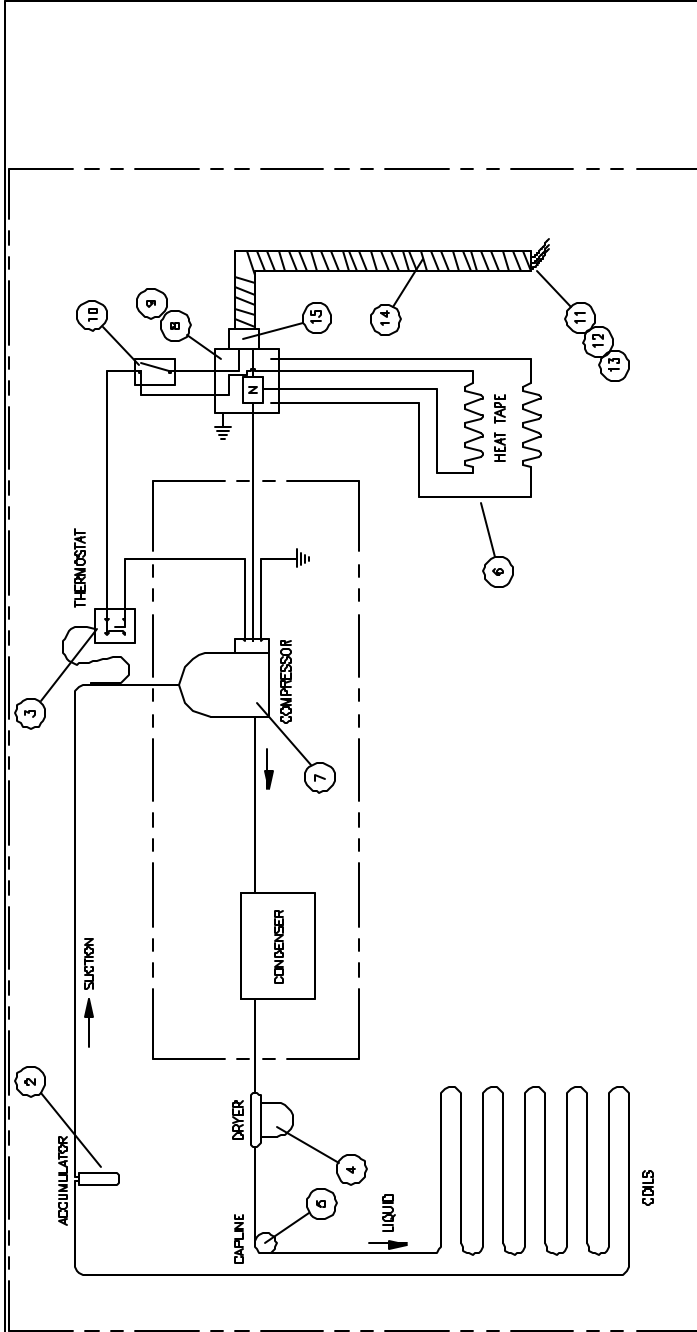 2
3
ACCUMULATOR
THERMOSTAT
SUCTION
10
9
8
CAPLINE
DRYER
N
CONDENSER
COMPRESSOR
5
7
15
4
LIQUID
14
6
HEAT TAPE
11
12
13
COILS